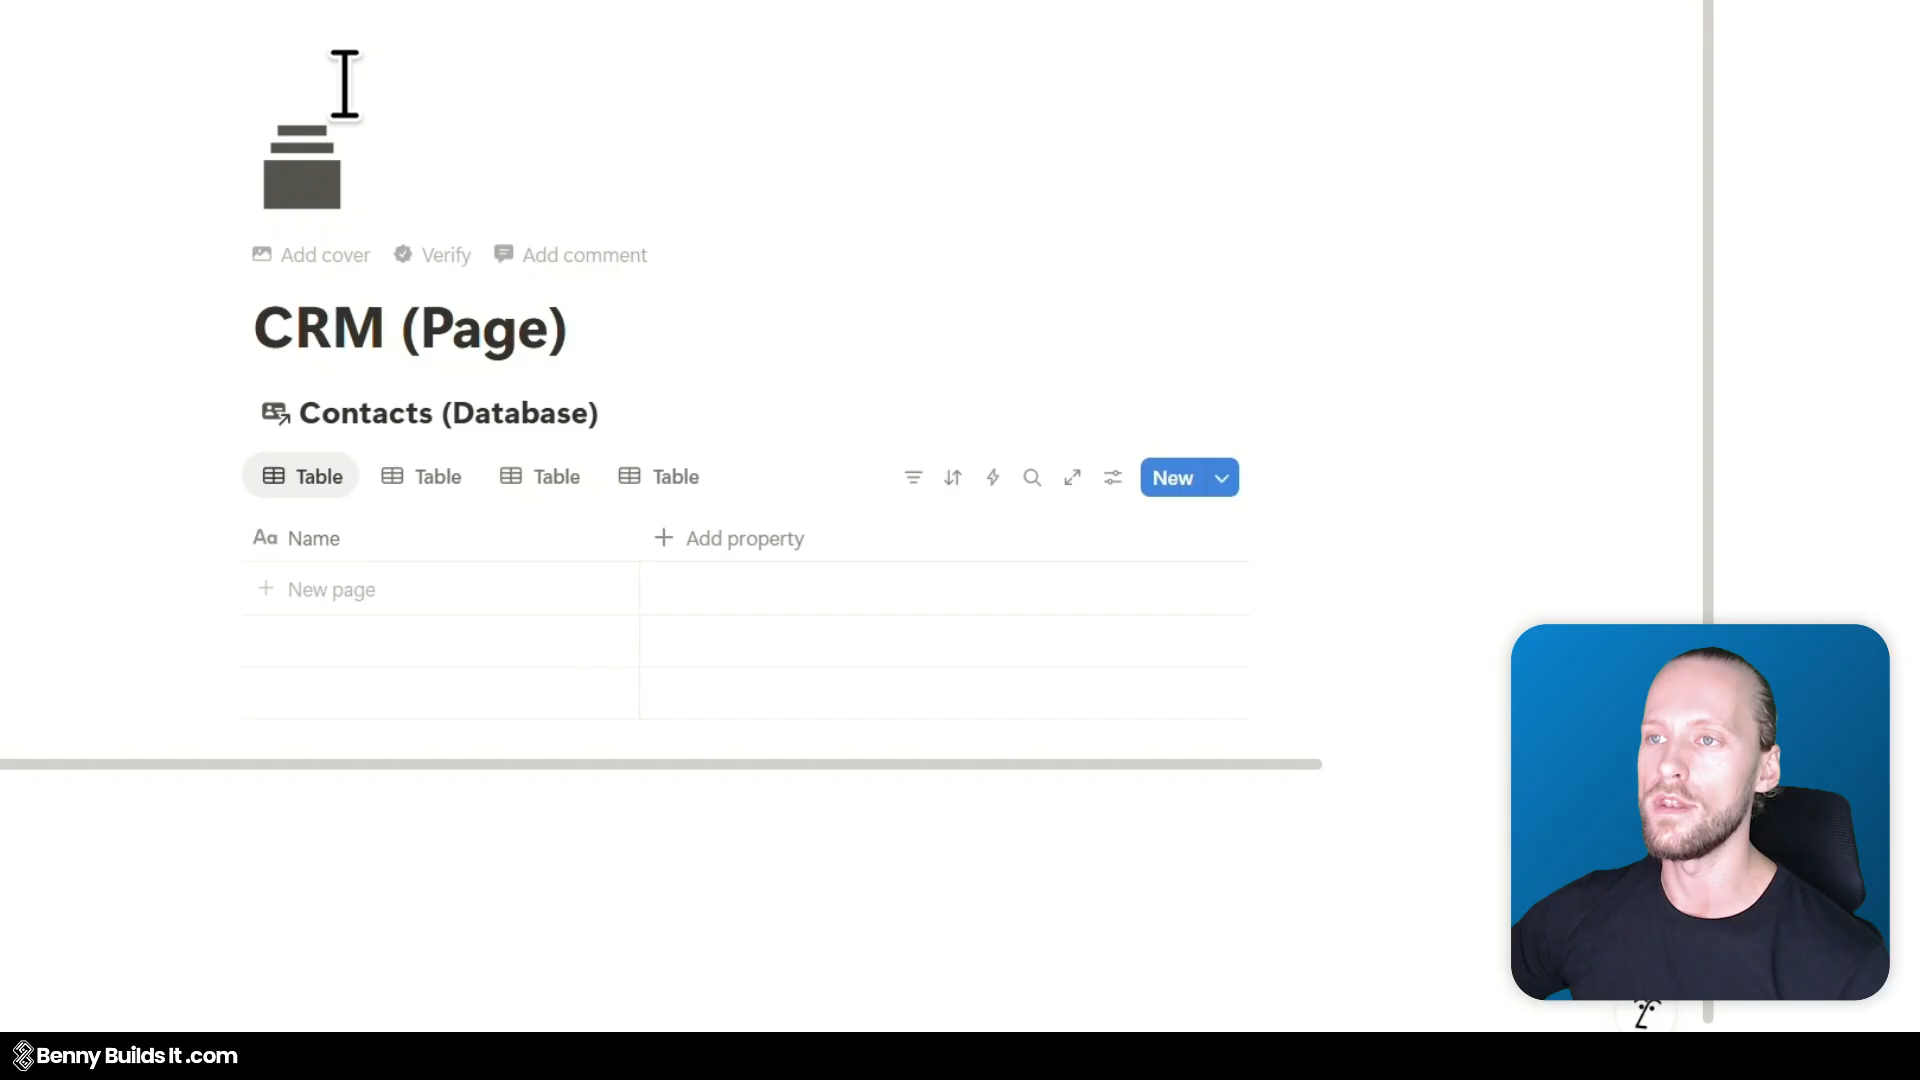 Add cover Verify Add comment
CRM (Page)
Contacts (Database)
Table Table Table Table New
Aa Name Add property
New page
Benny Builds It .com